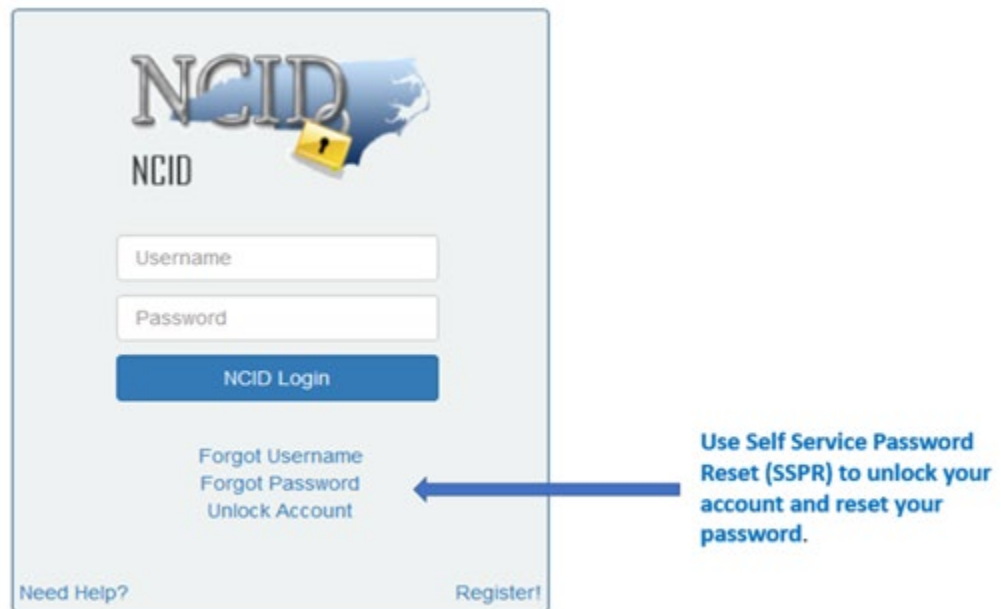 NCID
NCID
Username
Password
NCID Login
Forgot Username
Forgot Password
Unlock Account
Use Self Service Password
Reset (SSPR) to unlock your
account and reset your
password.
Need Help?
Register!